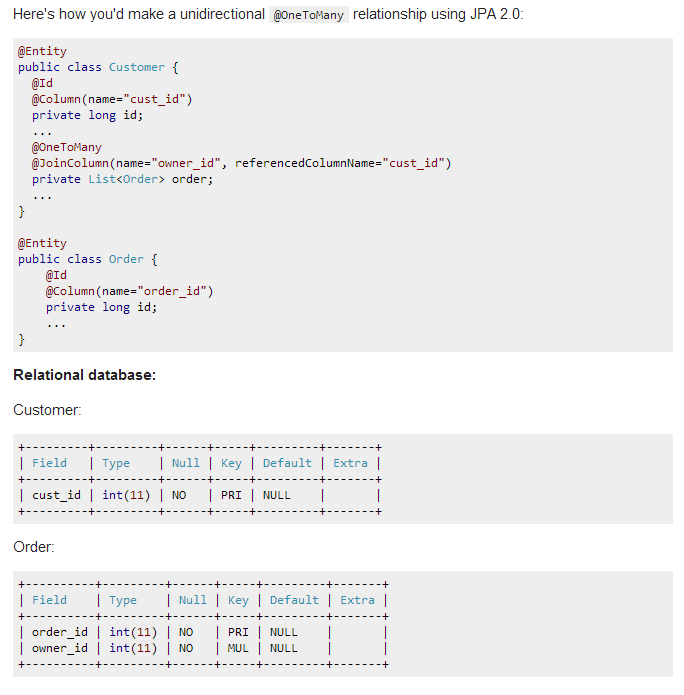 Here's how you'd make a unidirectional @OneToMany relationship using JPA 2.0:
@Entity
public class Customer {
  @Id
  @Column(name="cust_id")
  private long id;
  ...
  @OneToMany
  @JoinColumn(name="owner_id", referencedColumnName="cust_id")
  private List<Order> order;
  ...
}
@Entity
public class Order {
    @Id
    @Column(name="order_id")
    private long id;
    ...
}
Relational database:
Customer:
+---------+---------+------+-----+---------+-------+
| Field   | Type    | Null | Key | Default | Extra |
+---------+---------+------+-----+---------+-------+
| cust_id | int(11) | NO   | PRI | NULL    |       |
+---------+---------+------+-----+---------+-------+
Order:
+----------+---------+------+-----+---------+-------+
| Field    | Type    | Null | Key | Default | Extra |
+----------+---------+------+-----+---------+-------+
| order_id | int(11) | NO   | PRI | NULL    |       |
| owner_id | int(11) | NO   | MUL | NULL    |       |
+----------+---------+------+-----+---------+-------+